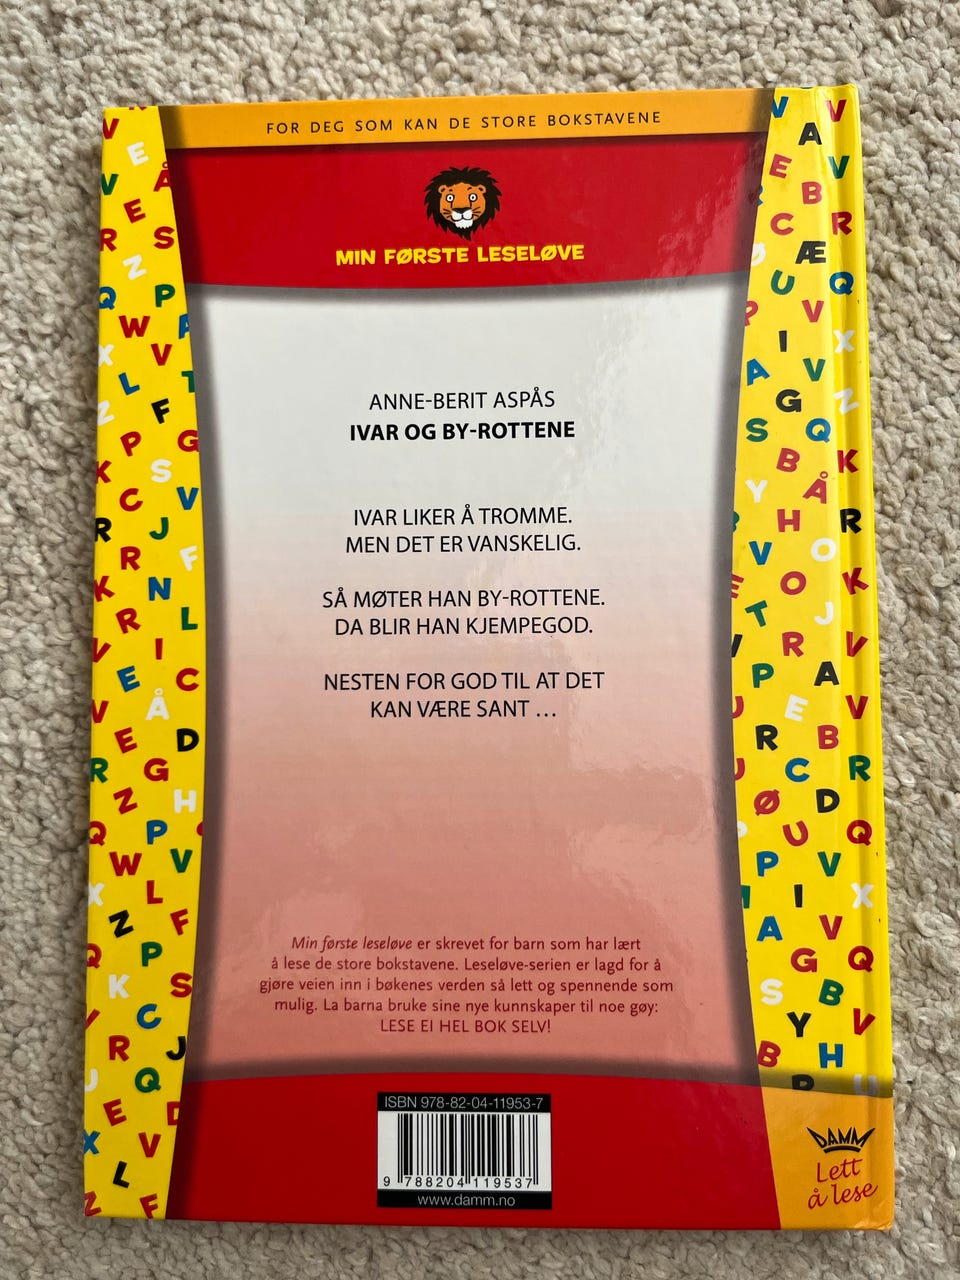 FOR DEG SOM KAN DE STORE BOKSTAVENE
MIN FØRSTE LESELØVE
ANNE-BERIT ASPÅS
IVAR OG BY-ROTTENE
IVAR LIKER Å TROMME.
MEN DET ER VANSKELIG.
SÅ MØTER HAN BY-ROTTENE.
DA BLIR HAN KJEMPEGOD.
NESTEN FOR GOD TIL AT DET
KAN VÆRE SANT ...
Min første leseløve er skrevet for barn som har lært
å lese de store bokstavene. Leseløve-serien er lagd for å
gjøre veien inn i bøkenes verden så lett og spennende som
mulig. La barna bruke sine nye kunnskaper til noe gøy:
LESE EI HEL BOK SELV!
ISBN 978-82-04-11953-7
9 788204 119537
www.damm.no
DAMM
Lett
å lese